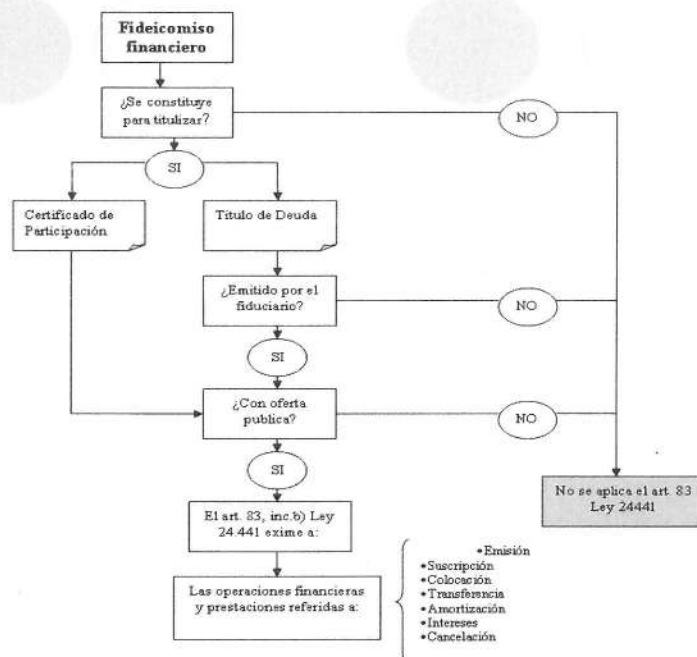 Fideicomiso
financiero
¿Se constituye
para titulizar?
NO
SI
Certificado de
Participación
Titulo de Deuda
¿Emitido por el
fiduciario?
NO
SI
¿Con oferta
publica?
NO
SI
No se aplica el art. 83
Ley 24441
El art. 83, inc.b) Ley
24.441 exime a:
Las operaciones financieras
y prestaciones referidas a:
•Emisión
•Suscripción
•Colocación
•Transferencia
•Amortización
•Intereses
•Cancelación